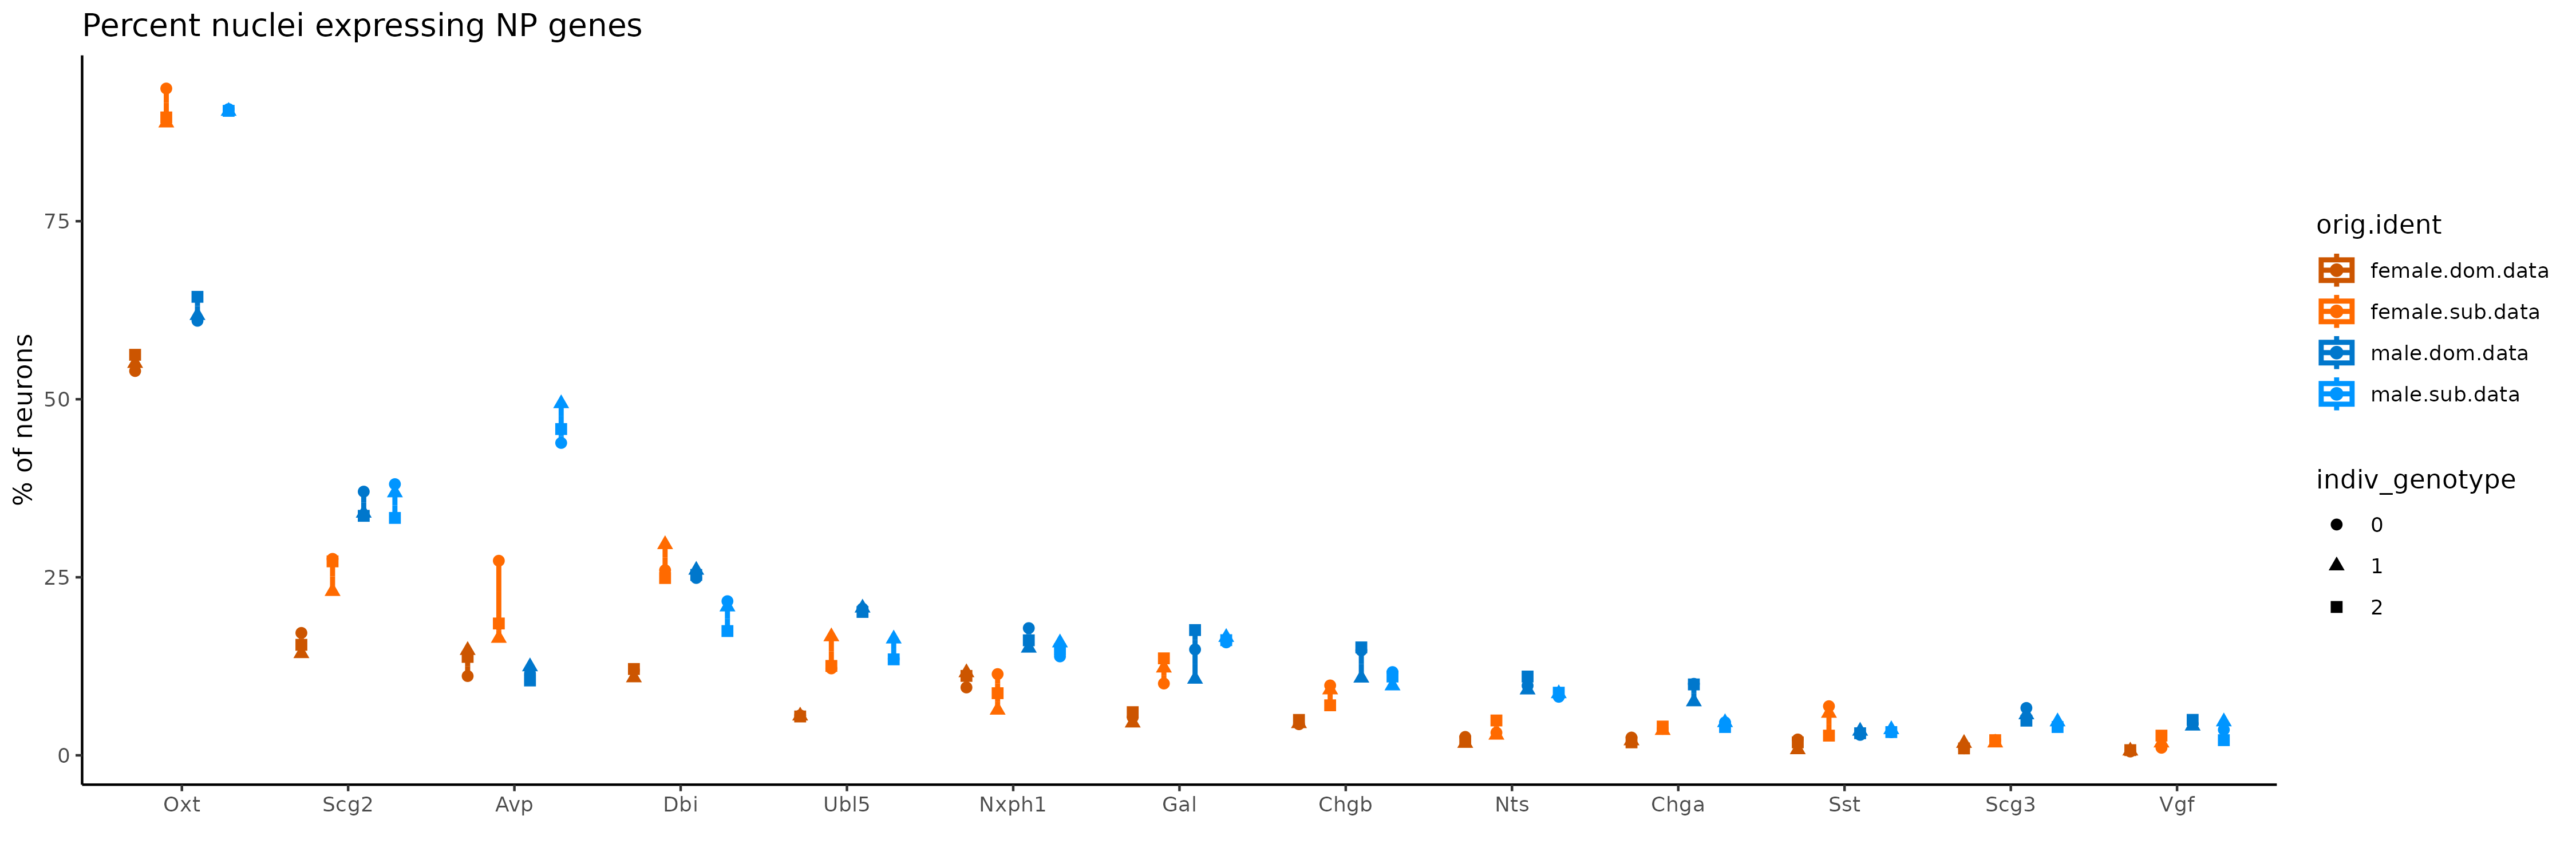 Percent nuclei expressing NP genes
% of neurons
75
50
25
0
Oxt Scg2 Avp Dbi Ubl5 Nxph1 Gal Chgb Nts Chga Sst Scg3 Vgf
orig.ident
female.dom.data
female.sub.data
male.dom.data
male.sub.data
indiv_genotype
0
1
2